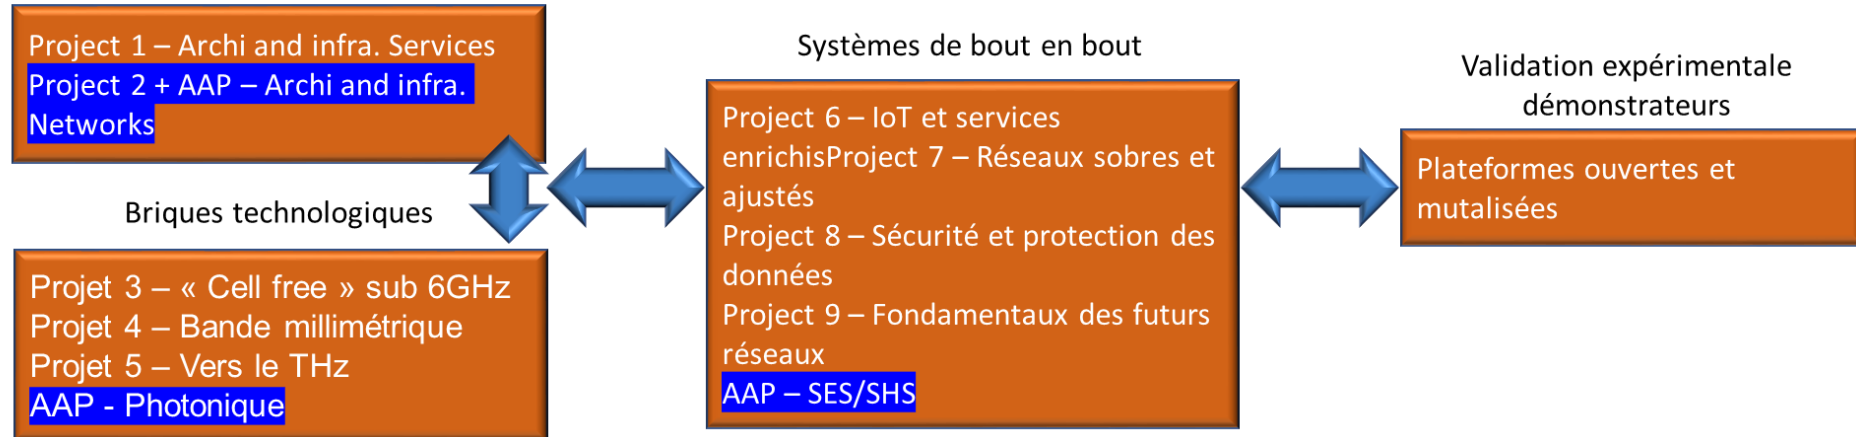 Project 1 – Archi and infra. Services
Project 2 + AAP – Archi and infra.
Networks
Briques technologiques
Projet 3 – « Cell free » sub 6GHz
Projet 4 – Bande millimétrique
Projet 5 – Vers le THz
AAP - Photonique
Systèmes de bout en bout
Project 6 – IoT et services
enrichisProject 7 – Réseaux sobres et
ajustés
Project 8 – Sécurité et protection des
données
Project 9 – Fondamentaux des futurs
réseaux
AAP – SES/SHS
Validation expérimentale
démonstrateurs
Plateformes ouvertes et
mutalisées